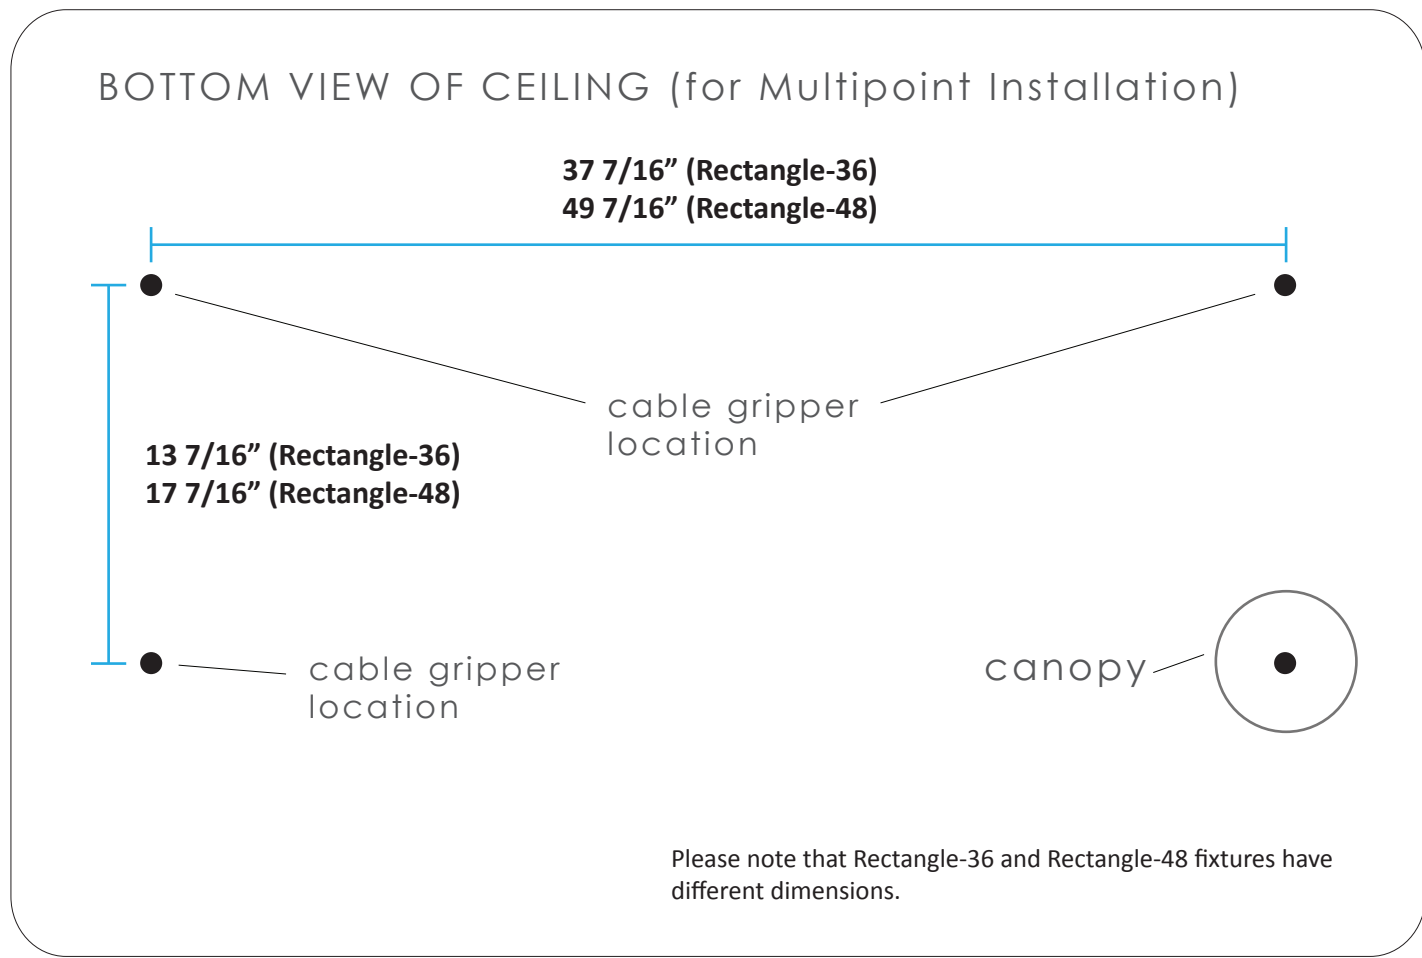 BOTTOM VIEW OF CEILING (for Multipoint Installation)
37 7/16” (Rectangle-36)
49 7/16” (Rectangle-48)
cable gripper
location
13 7/16” (Rectangle-36)
17 7/16” (Rectangle-48)
cable gripper
location
canopy
Please note that Rectangle-36 and Rectangle-48 fixtures have
different dimensions.